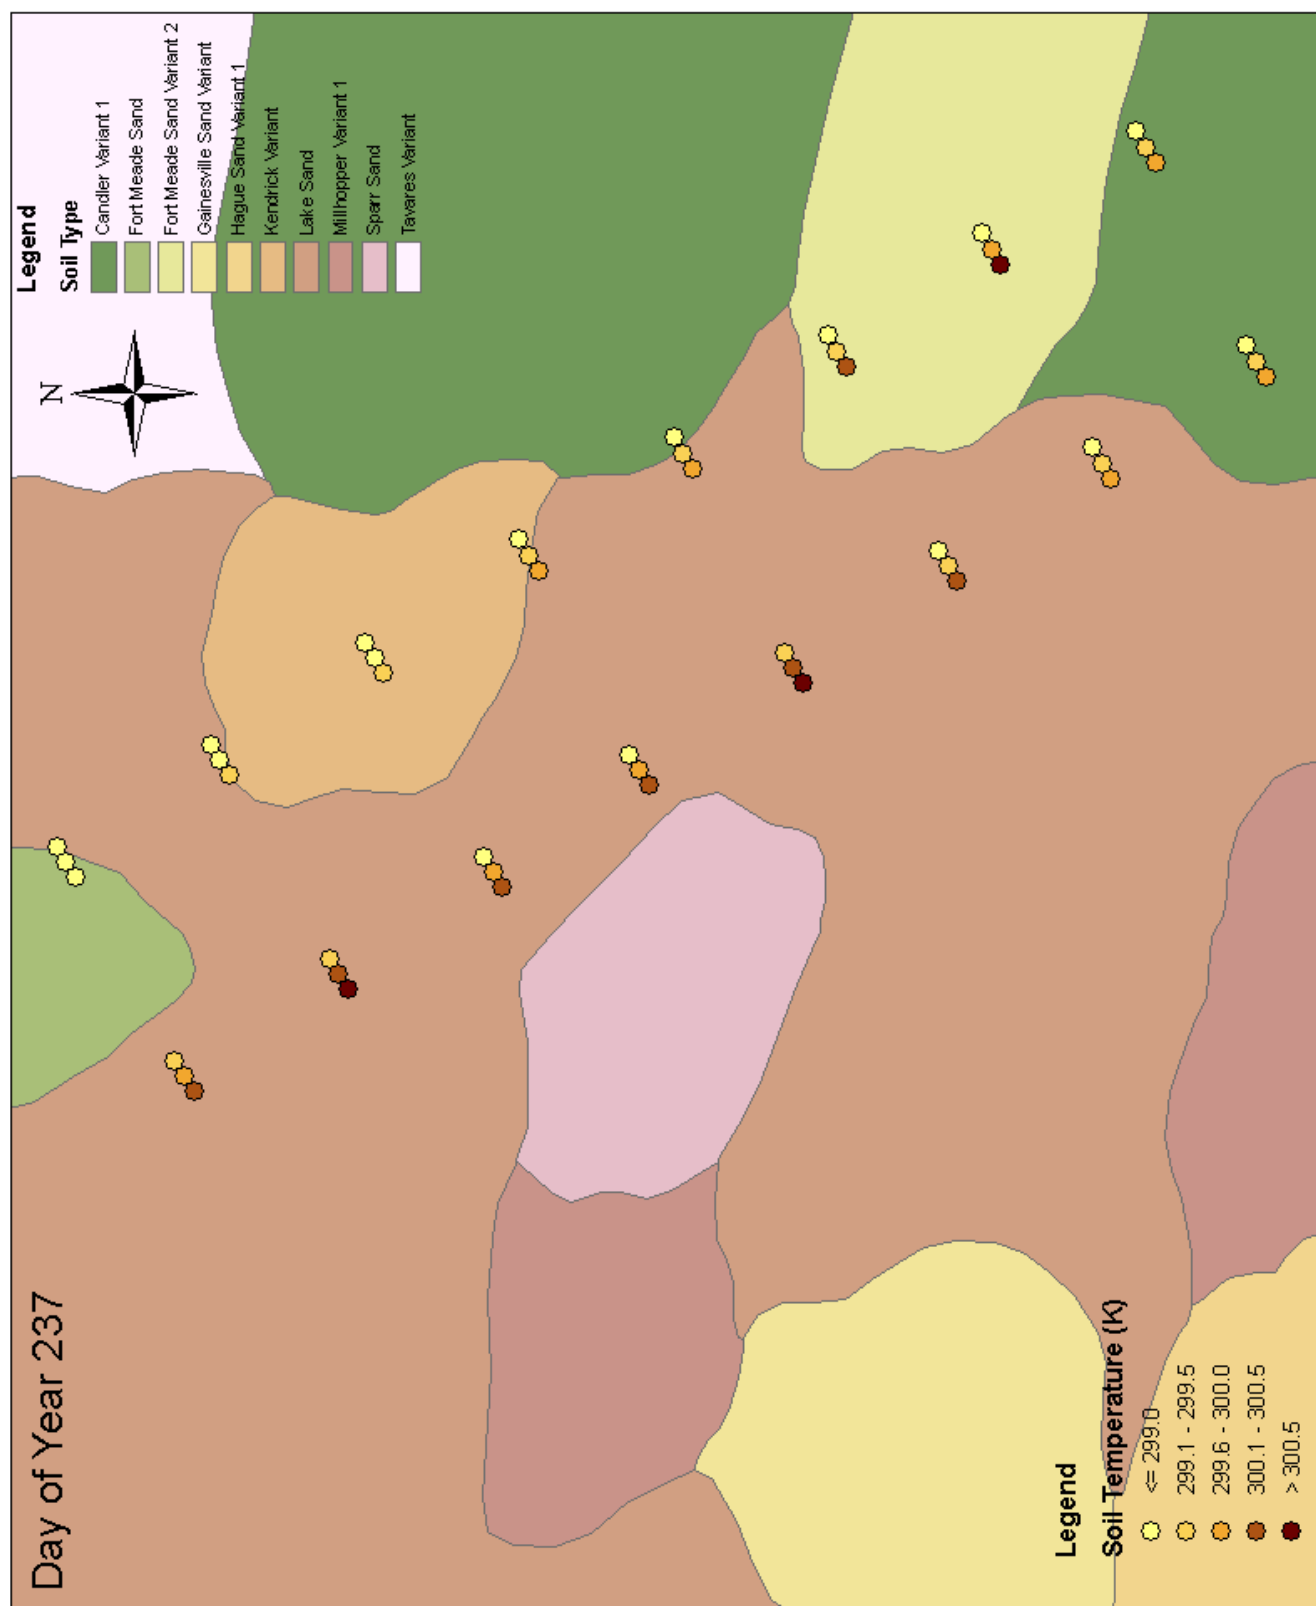 Day of Year 237
N
Legend
Soil Type
Candler Variant 1
Fort Meade Sand
Fort Meade Sand Variant 2
Gainesville Sand Variant
Hague Sand Variant 1
Kendrick Variant
Lake Sand
Millhopper Variant 1
Sparr Sand
Tavares Variant
Legend
Soil Temperature (K)
<= 299.0
299.1 - 299.5
299.6 - 300.0
300.1 - 300.5
> 300.5